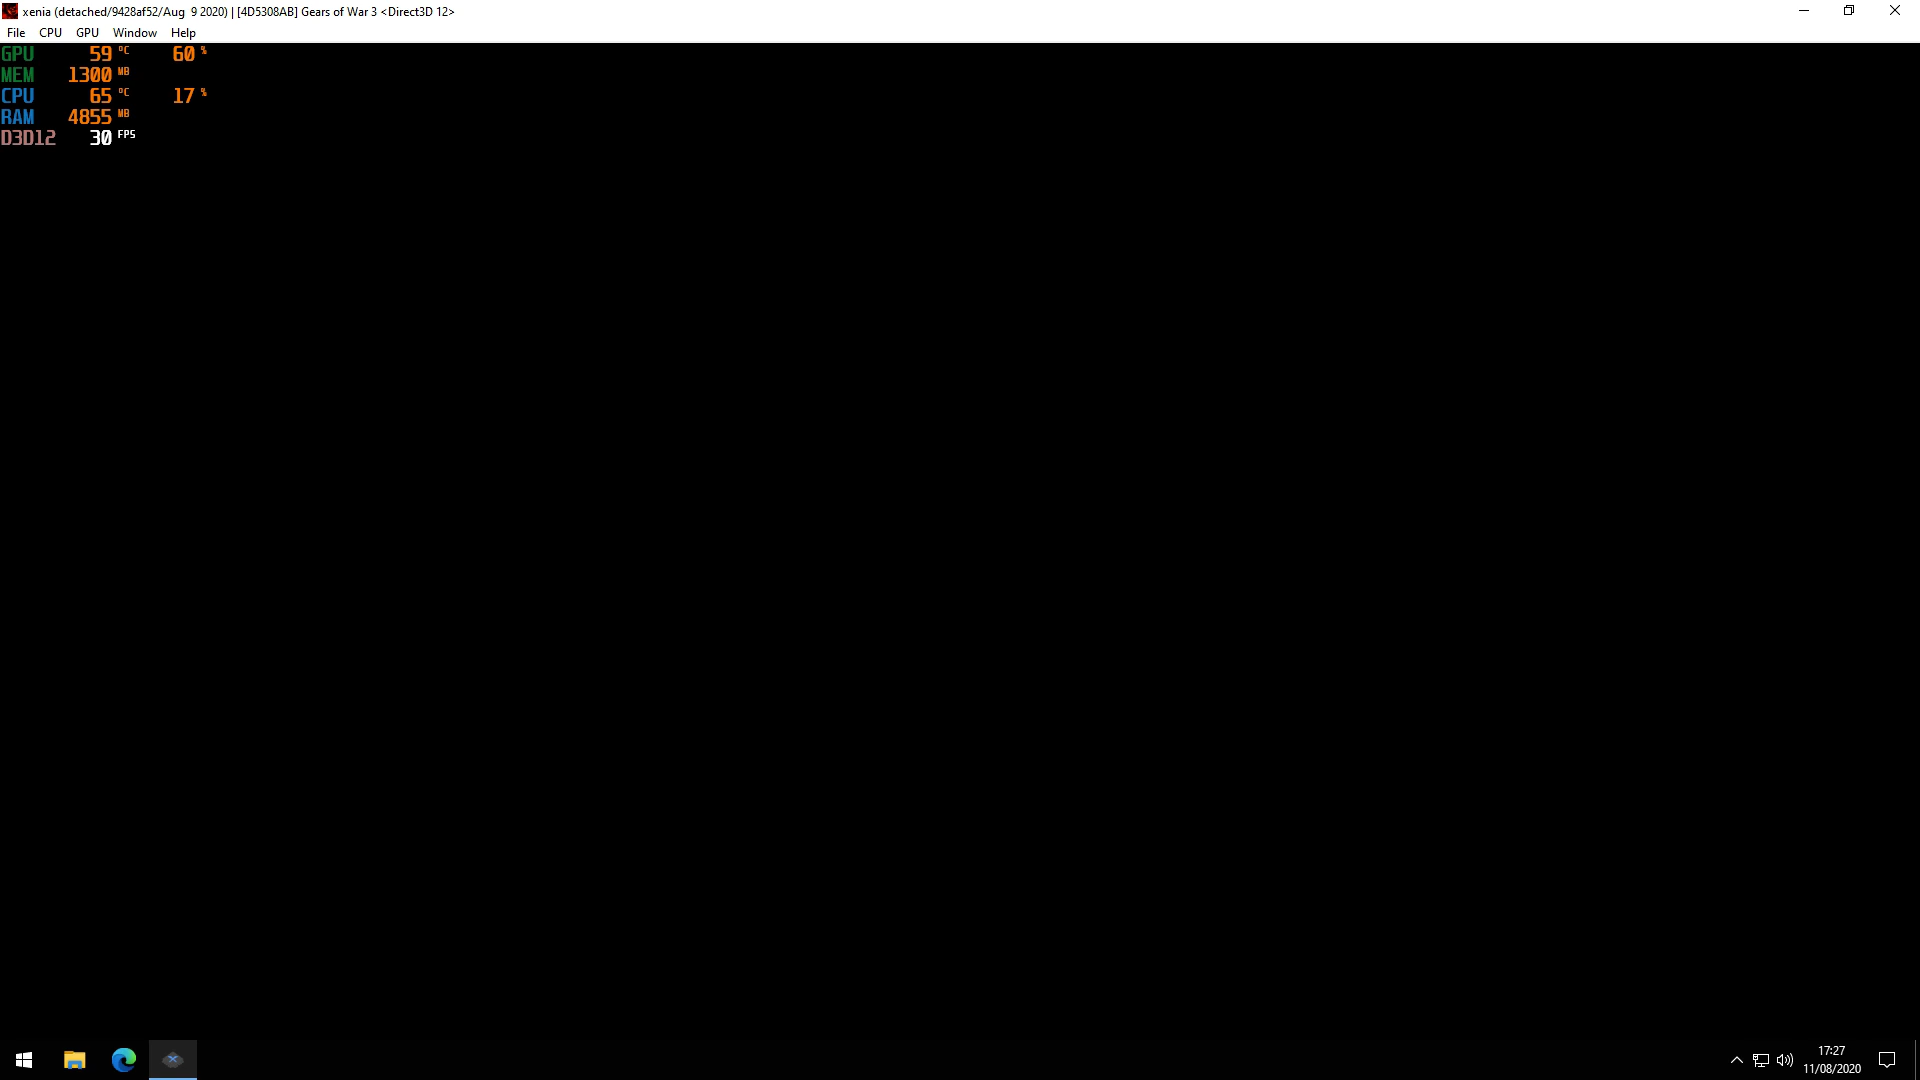 xenia (detached/9428af52/Aug  9 2020) | [4D5308AB] Gears of War 3 <Direct3D 12>
File CPU GPU Window Help
GPU 59 °C 60 %
MEM 1300 MB
CPU 65 °C 17 %
RAM 4855 MB
D3D12 30 FPS
17:27
11/08/2020